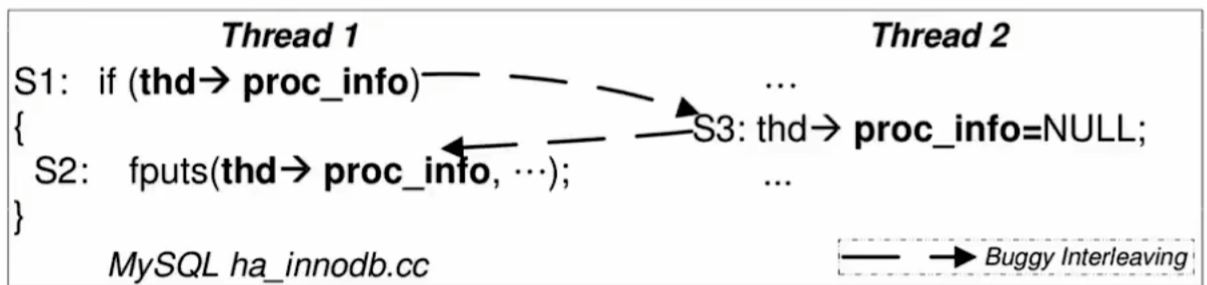 Thread 1 Thread 2
S1: if (thd→ proc_info) ...
{ S3: thd→ proc_info=NULL;
S2: fputs(thd→ proc_info, ⋯); ...
}
MySQL ha_innodb.cc Buggy Interleaving